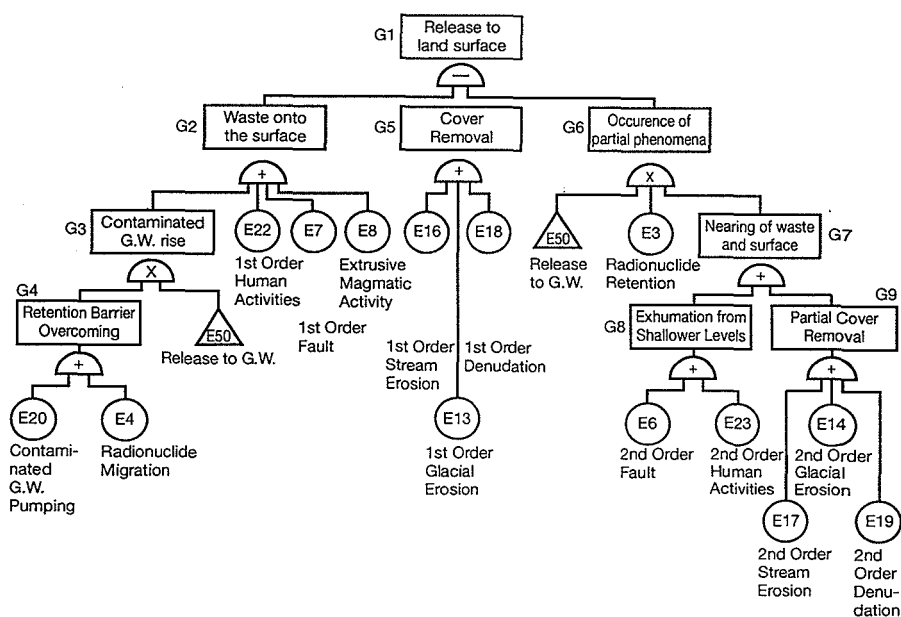 G1
Release to
land surface
—
G2
Waste onto
the surface
G5
Cover
Removal
G6
Occurence of
partial phenomena
+
+
x
G3
Contaminated
G.W. rise
E22
E7
E8
E16
E18
E50
E3
Nearing of waste
and surface
G7
1st Order
Human
Activities
Extrusive
Magmatic
Activity
Release
to G.W.
Radionuclide
Retention
X
+
G4
Retention Barrier
Overcoming
E50
Release to G.W.
1st Order
Fault
1st Order
Stream
Erosion
1st Order
Denudation
G8
Exhumation from
Shallower Levels
G9
Partial Cover
Removal
+
+
+
E20
E4
E13
E6
E23
E14
Contami-
nated
G.W.
Pumping
Radionuclide
Migration
1st Order
Glacial
Erosion
2nd Order
Fault
2nd Order
Human
Activities
2nd Order
Glacial
Erosion
E17
E19
2nd Order
Stream
Erosion
2nd
Order
Denu-
dation